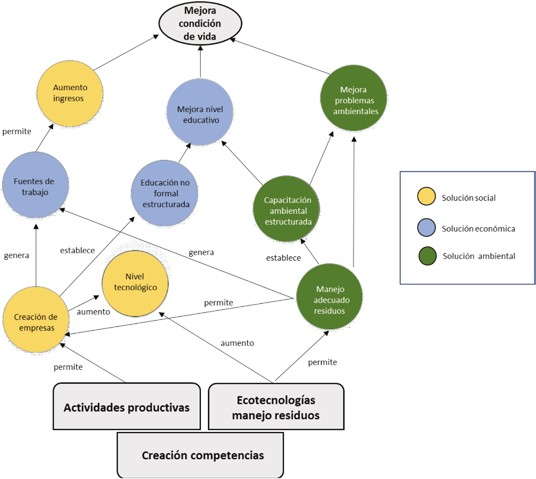 Mejora
condición
de vida
Aumento
ingresos
Mejora nivel
educativo
Mejora
problemas
ambientales
permite
Fuentes de
trabajo
Educación no
formal
estructurada
Capacitación
ambiental
estructurada
Solución social
Solución económica
Solución ambiental
genera
establece
genera
establece
Nivel
tecnológico
Manejo
adecuado
residuos
Creación de
empresas
aumento
permite
aumento
permite
permite
Actividades productivas
Ecotecnologías
manejo residuos
Creación competencias